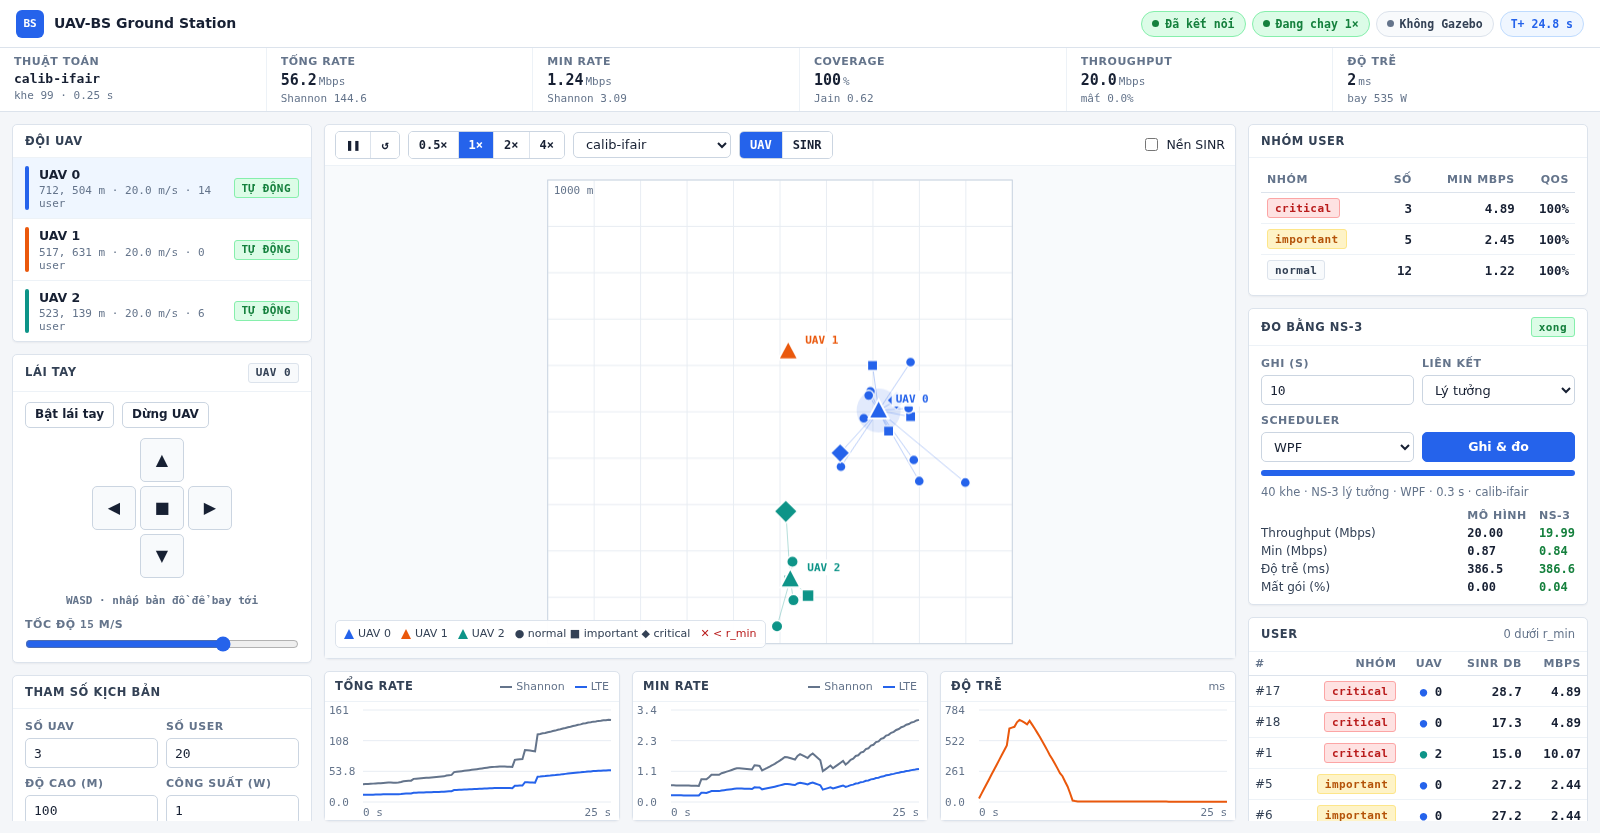 BS UAV-BS Ground Station
Đã kết nối Đang chạy 1× Không Gazebo T+ 24.8 s
THUẬT TOÁN
calib-ifair
khe 99 · 0.25 s
TỔNG RATE
56.2 Mbps
Shannon 144.6
MIN RATE
1.24 Mbps
Shannon 3.09
COVERAGE
100 %
Jain 0.62
THROUGHPUT
20.0 Mbps
mất 0.0%
ĐỘ TRỄ
2 ms
bay 535 W
ĐỘI UAV
UAV 0
712, 504 m · 20.0 m/s · 14
user
TỰ ĐỘNG
UAV 1
517, 631 m · 20.0 m/s · 0
user
TỰ ĐỘNG
UAV 2
523, 139 m · 20.0 m/s · 6
user
TỰ ĐỘNG
LÁI TAY UAV 0
Bật lái tay Dừng UAV
▲
◀ ■ ▶
▼
WASD · nhấp bản đồ để bay tới
TỐC ĐỘ 15 M/S
THAM SỐ KỊCH BẢN
SỐ UAV SỐ USER
3 20
ĐỘ CAO (M) CÔNG SUẤT (W)
100 1
❚❚ ↺ 0.5× 1× 2× 4× calib-ifair UAV SINR Nền SINR
1000 m
UAV 1
UAV 0
UAV 2
▲ UAV 0 ▲ UAV 1 ▲ UAV 2 ● normal ■ important ◆ critical ✕ < r_min
TỔNG RATE Shannon LTE
161
108
53.8
0.0
0 s 25 s
MIN RATE Shannon LTE
3.4
2.3
1.1
0.0
0 s 25 s
ĐỘ TRỄ ms
784
522
261
0.0
0 s 25 s
NHÓM USER
NHÓM SỐ MIN MBPS QOS
critical 3 4.89 100%
important 5 2.45 100%
normal 12 1.22 100%
ĐO BẰNG NS-3 xong
GHI (S) LIÊN KẾT
10 Lý tưởng
SCHEDULER
WPF Ghi & đo
40 khe · NS-3 lý tưởng · WPF · 0.3 s · calib-ifair
MÔ HÌNH NS-3
Throughput (Mbps) 20.00 19.99
Min (Mbps) 0.87 0.84
Độ trễ (ms) 386.5 386.6
Mất gói (%) 0.00 0.04
USER 0 dưới r_min
# NHÓM UAV SINR DB MBPS
#17 critical ● 0 28.7 4.89
#18 critical ● 0 17.3 4.89
#1 critical ● 2 15.0 10.07
#5 important ● 0 27.2 2.44
#6 important ● 0 27.2 2.44